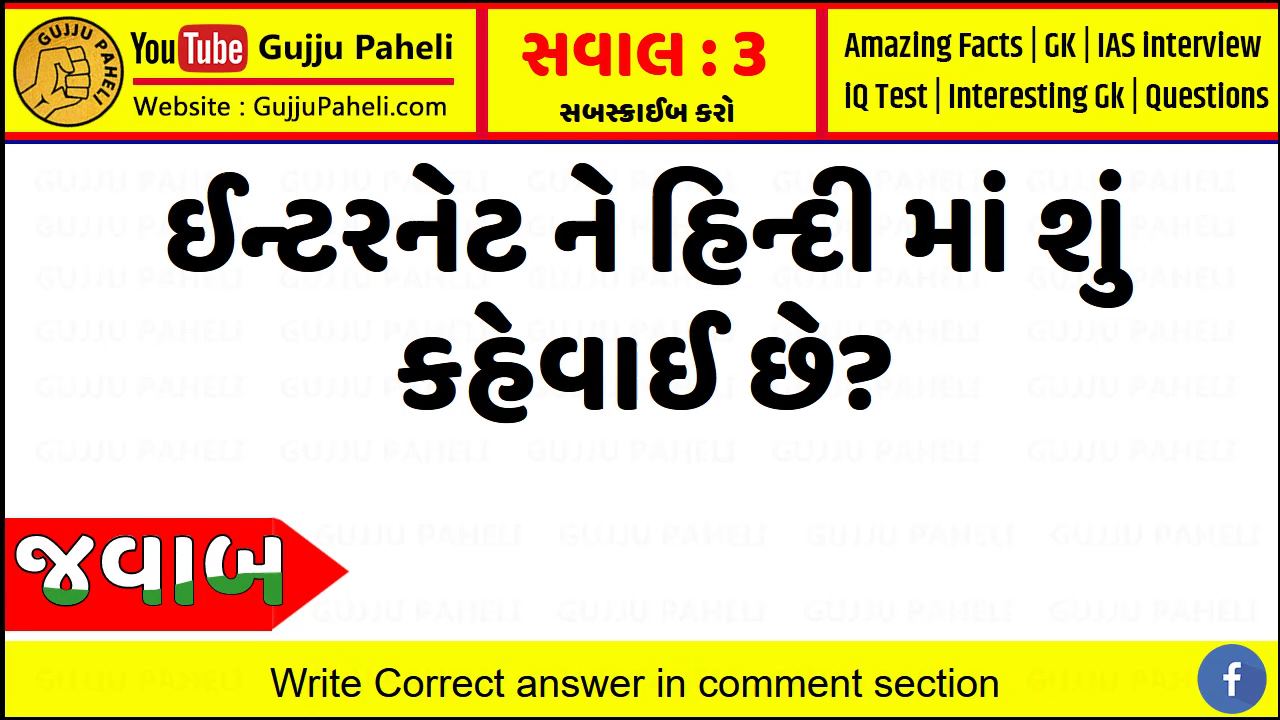 GUJJU PAHELI
YouTube Gujju Paheli
Website : GujjuPaheli.com
સવાલ : ૩
સબસ્ક્રાઈબ કરો
Amazing Facts | GK | IAS interview
iQ Test | Interesting Gk | Questions
ઈન્ટરનેટ ને હિન્દી માં શું
કહેવાઈ છે?
જવાબ
Write Correct answer in comment section
f